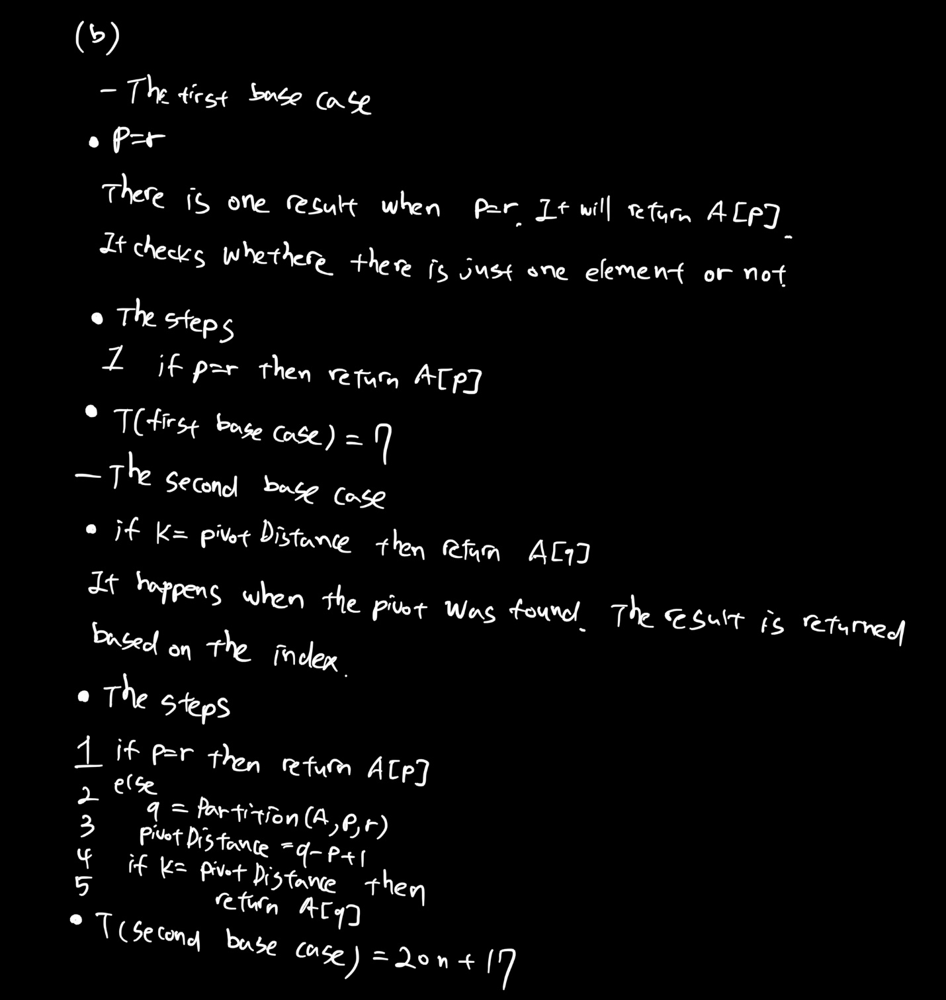 (b)
- The first base case
• p=r
There is one result when p=r. It will return A[p].
It checks whethere there is just one element or not.
• The steps
1 if p=r then return A[p]
• T(first base case) = 7
- The second base case
• if k= pivot Distance then return A[q]
It happens when the pivot was found. The result is returned
based on the index.
• The steps
1 if p=r then return A[p]
2 else
3 q = Partition(A,p,r)
4 pivot Distance = q-p+1
5 if k= pivot Distance then
return A[q]
• T(second base case) = 20n + 17